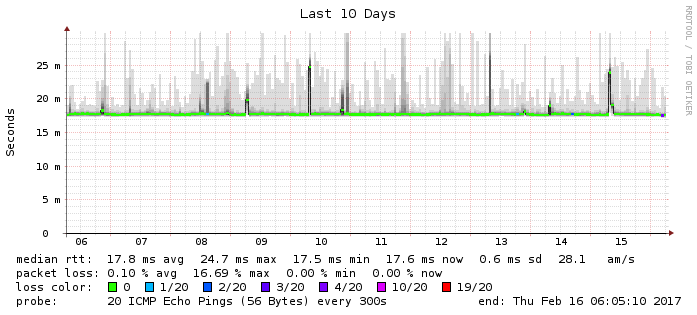 Last 10 Days
RRDTOOL / TOBI OETIKER
Seconds
25 m
20 m
15 m
10 m
5 m
0
06 07 08 09 10 11 12 13 14 15
median rtt: 17.8 ms avg 24.7 ms max 17.5 ms min 17.6 ms now 0.6 ms sd 28.1 am/s
packet loss: 0.10 % avg 16.69 % max 0.00 % min 0.00 % now
loss color: 0 1/20 2/20 3/20 4/20 10/20 19/20
probe: 20 ICMP Echo Pings (56 Bytes) every 300s end: Thu Feb 16 06:05:10 2017